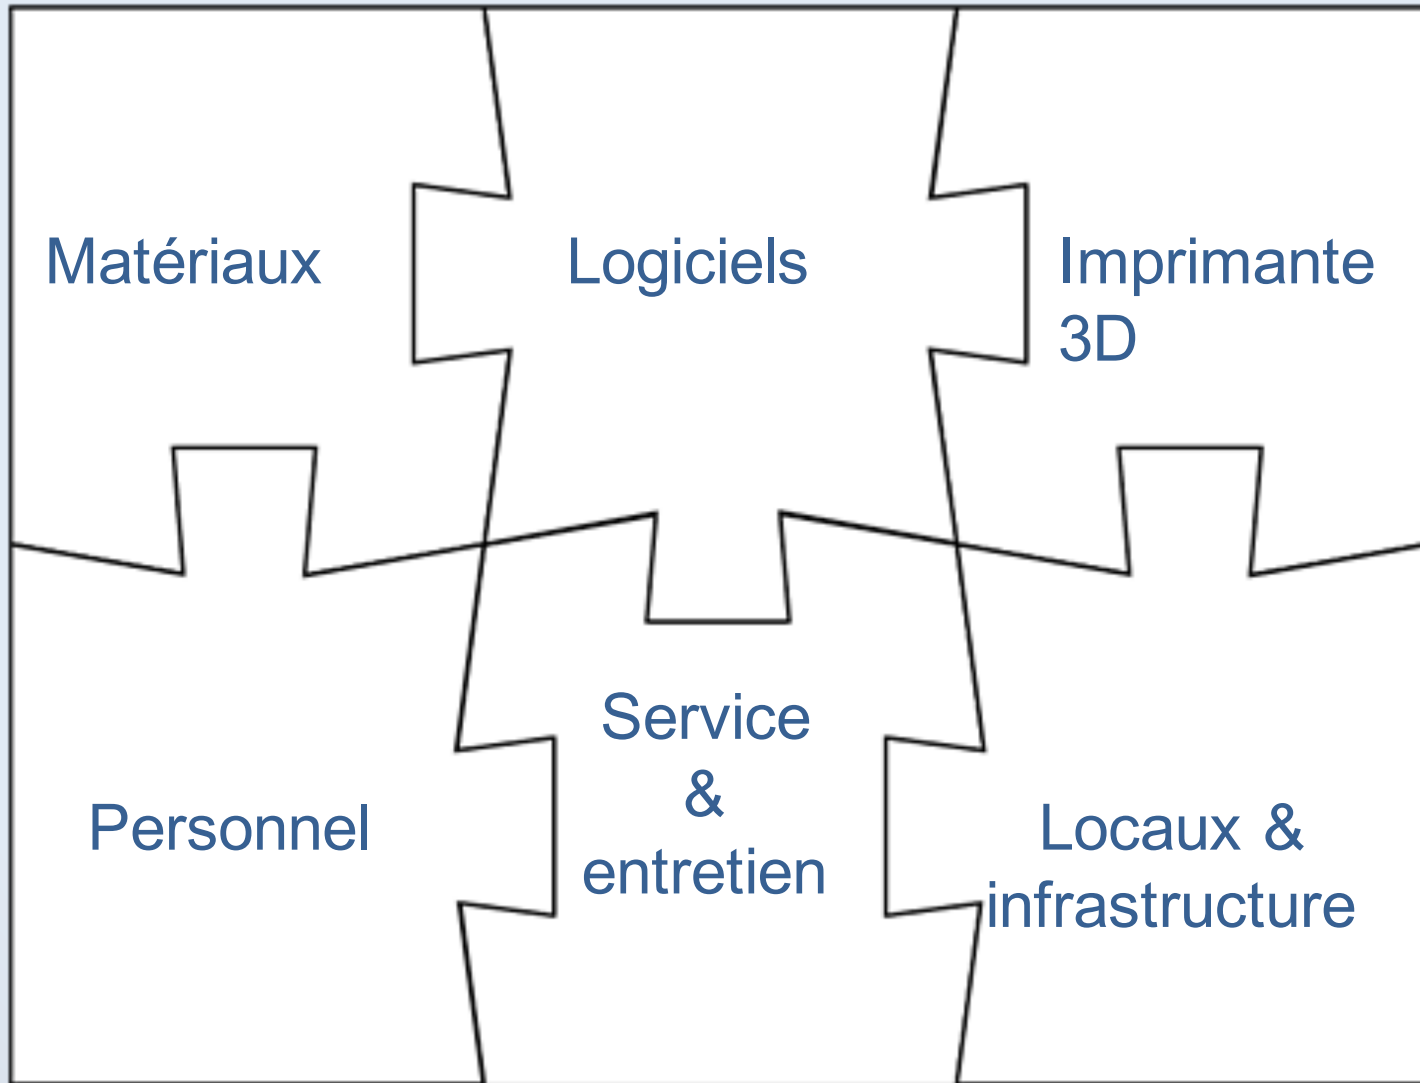 Matériaux
Logiciels
Imprimante
3D
Personnel
Service
&
entretien
Locaux &
infrastructure